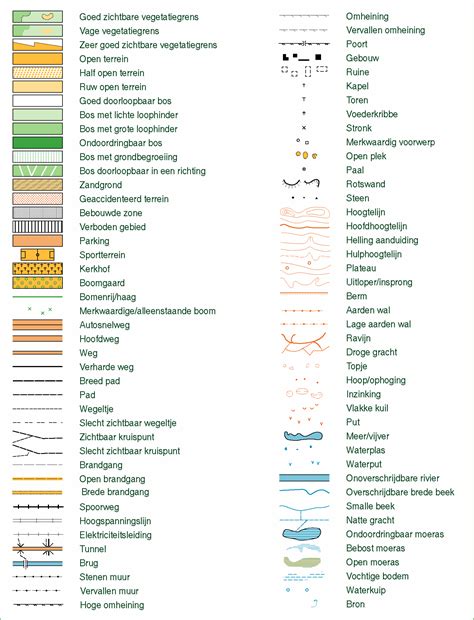 Goed zichtbare vegetatiegrens
Vage vegetatiegrens
Zeer goed zichtbare vegetatiegrens
Open terrein
Half open terrein
Ruw open terrein
Goed doorloopbaar bos
Bos met lichte loophinder
Bos met grote loophinder
Ondoordringbaar bos
Bos met grondbegroeiing
Bos doorloopbaar in een richting
Zandgrond
Geaccidenteerd terrein
Bebouwde zone
Verboden gebied
Parking
Sportterrein
Kerkhof
Boomgaard
Bomenrij/haag
Merkwaardige/alleenstaande boom
Autosnelweg
Hoofdweg
Weg
Verharde weg
Breed pad
Pad
Wegeltje
Slecht zichtbare wegeltje
Zichtbaar kruispunt
Slecht zichtbare kruispunt
Brandgang
Open brandgang
Brede brandgang
Spoorweg
Hoogspanningslijn
Elektriciteitsleiding
Tunnel
Brug
Stenen muur
Vervallen muur
Hoge omheining
Omheining
Vervallen omheining
Poort
Gebouw
Ruine
Kapel
Toren
Voederkribbe
Stronk
Merkwaardig voorwerp
Open plek
Paal
Rotswand
Steen
Hoogtelijn
Hoofdhoogtelijn
Helling aanduiding
Hulphoogtelijn
Plateau
Uitloper/insprong
Berm
Aarden wal
Lage aarden wal
Ravijn
Droge gracht
Topje
Hoop/ophoging
Inzinking
Vlakke kuil
Put
Meer/vijver
Waterplas
Waterput
Onoverschrijdbare rivier
Overschrijdbare brede beek
Smalle beek
Natte gracht
Ondoordringbaar moeras
Bebost moeras
Open moeras
Vochtige bodem
Waterkuip
Bron